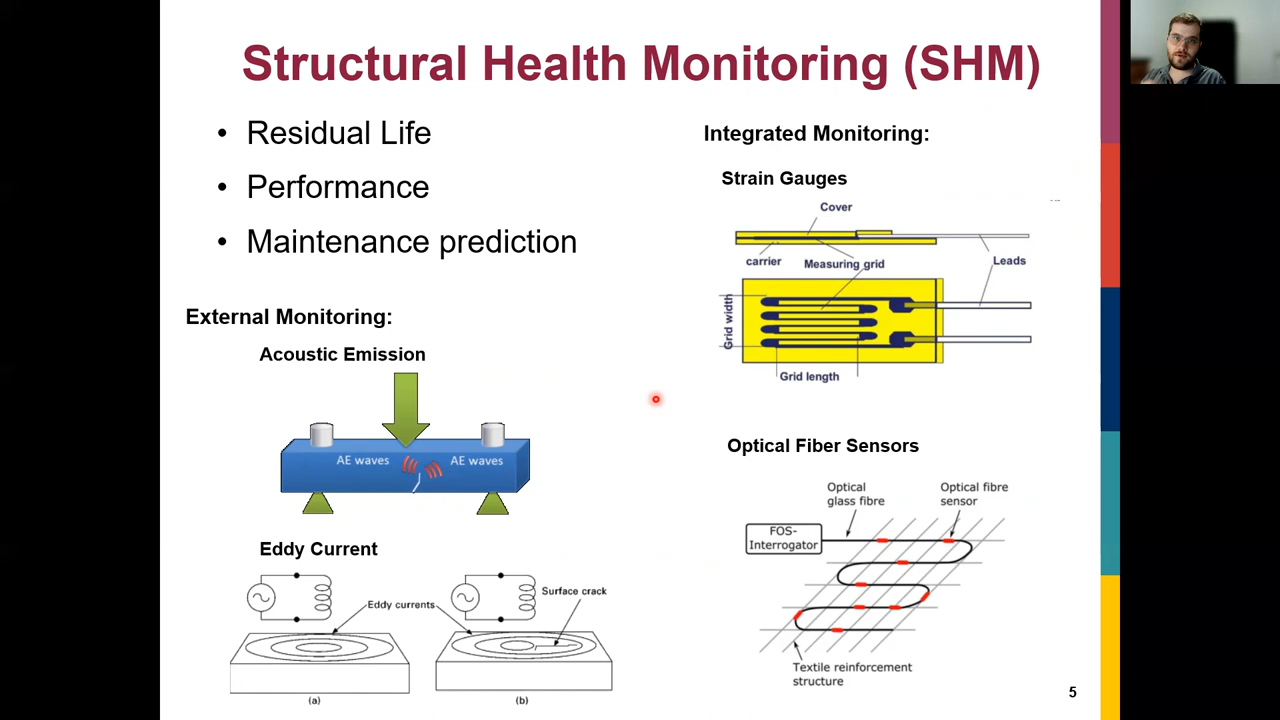 Structural Health Monitoring (SHM)
• Residual Life
• Performance
• Maintenance prediction
External Monitoring:
Acoustic Emission
AE waves
AE waves
Eddy Current
Eddy currents
Surface crack
(a)
(b)
Integrated Monitoring:
Strain Gauges
Cover
carrier
Measuring grid
Leads
Grid width
Grid length
Optical Fiber Sensors
Optical
glass fibre
Optical fibre
sensor
FOS-
Interrogator
Textile reinforcement
structure
5